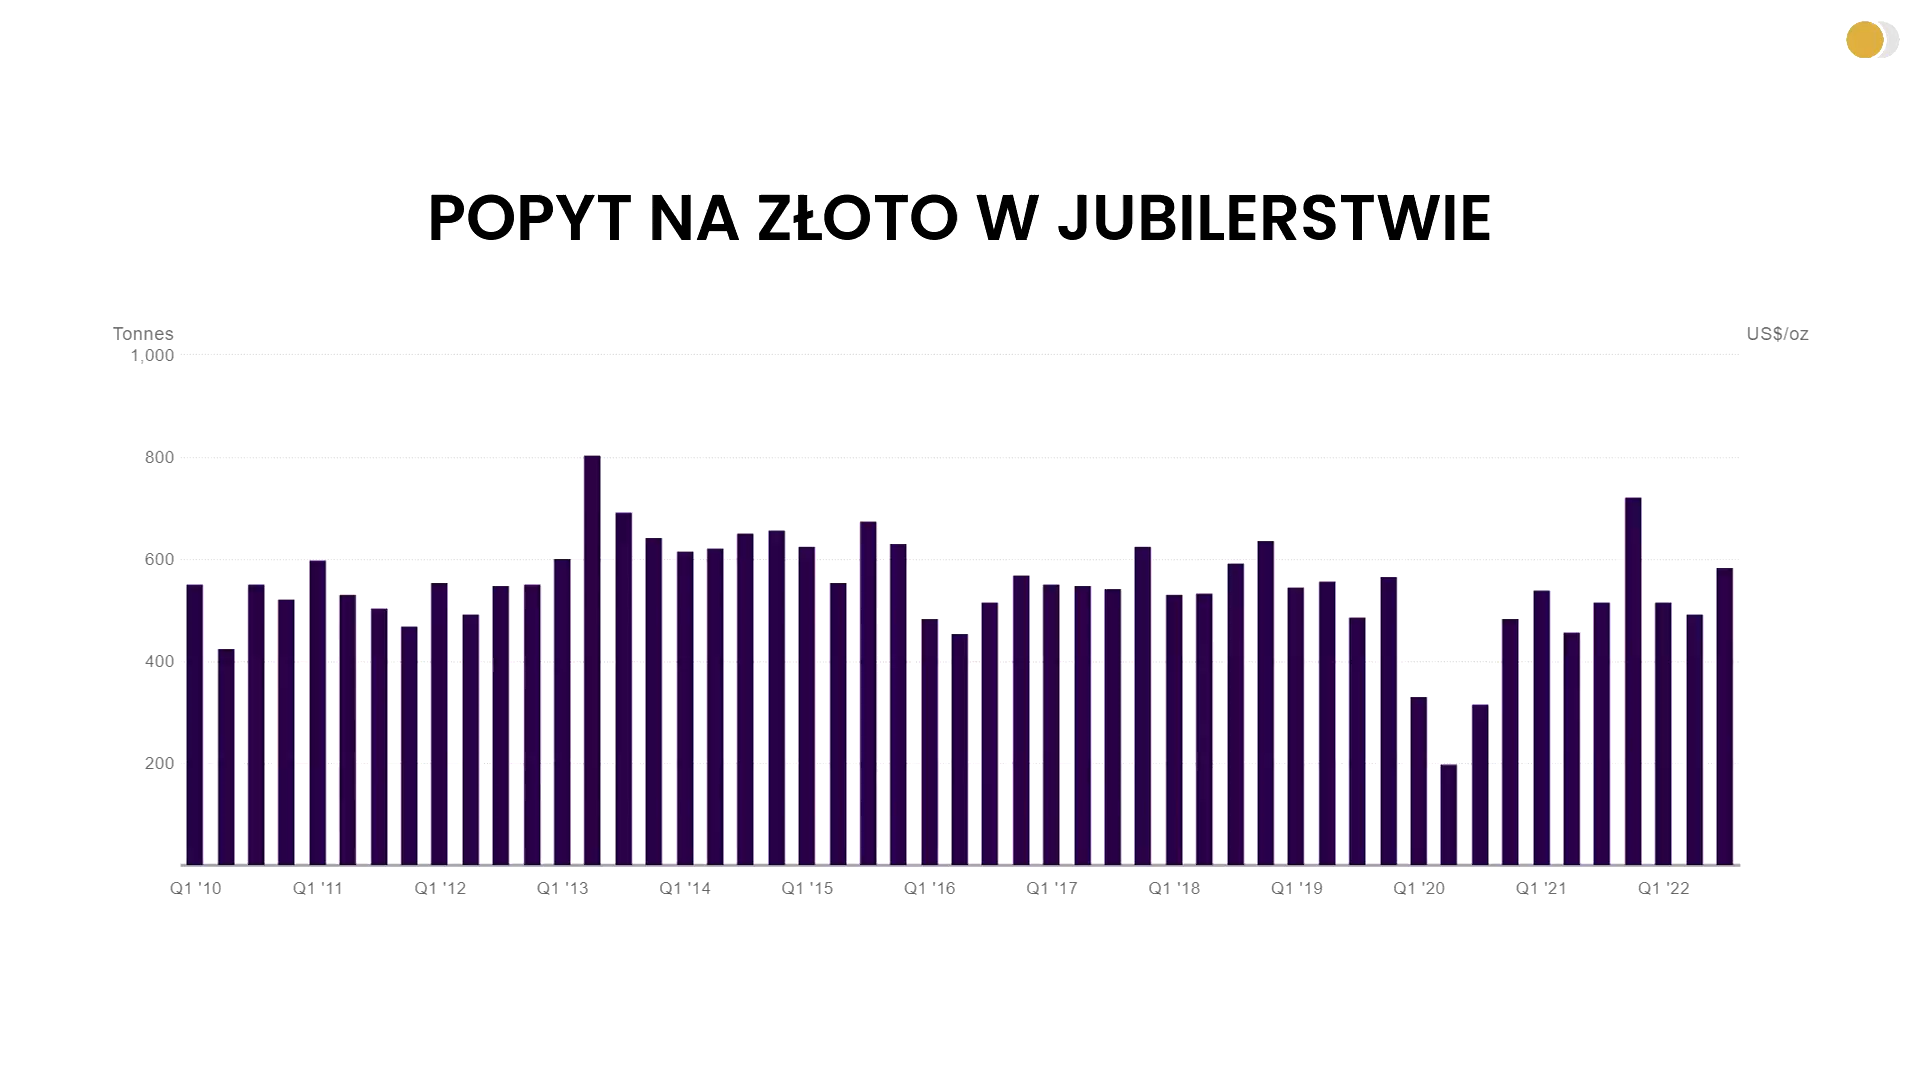 POPYT NA ZŁOTO W JUBILERSTWIE
Tonnes
US$/oz
1,000
800
600
400
200
Q1 '10 Q1 '11 Q1 '12 Q1 '13 Q1 '14 Q1 '15 Q1 '16 Q1 '17 Q1 '18 Q1 '19 Q1 '20 Q1 '21 Q1 '22